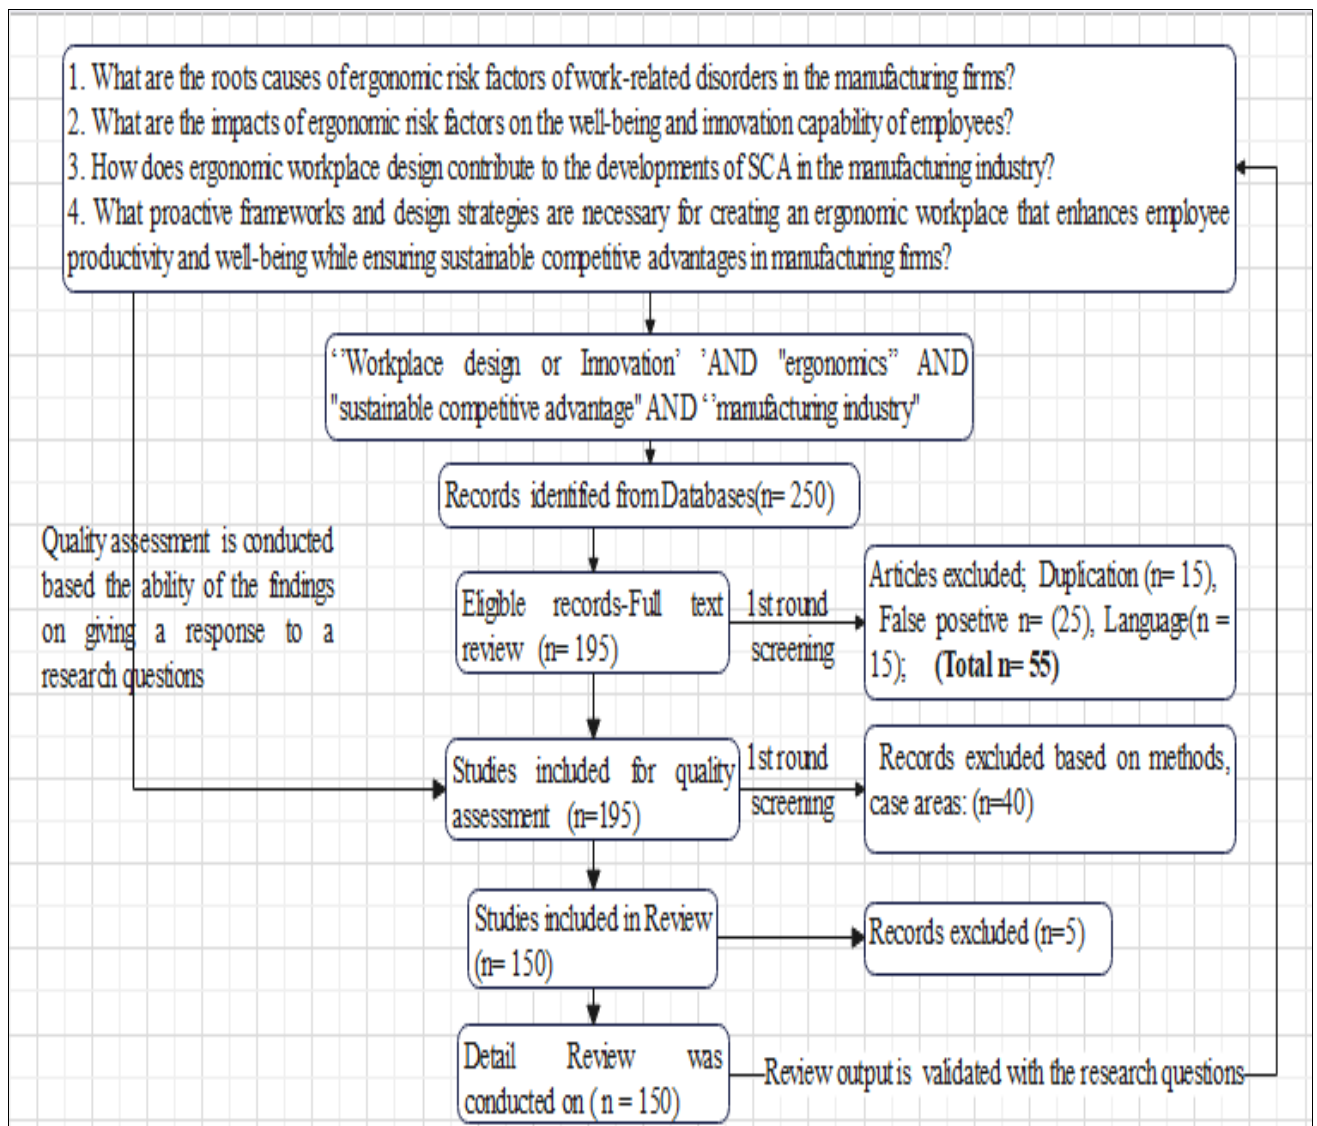 1. What are the roots causes of ergonomic risk factors of work-related disorders in the manufacturing firms?
2. What are the impacts of ergonomic risk factors on the well-being and innovation capability of employees?
3. How does ergonomic workplace design contribute to the developments of SCA in the manufacturing industry?
4. What proactive frameworks and design strategies are necessary for creating an ergonomic workplace that enhances employee
productivity and well-being while ensuring sustainable competitive advantages in manufacturing firms?
‘’Workplace design or Innovation’ ’AND "ergonomics” AND
"sustainable competitive advantage" AND ‘’manufacturing industry"
Records identified from Databases(n= 250)
Quality assessment is conducted
based the ability of the findings
on giving a response to a
research questions
Eligible records-Full text
review (n= 195)
1st round
screening
Articles excluded; Duplication (n= 15),
False posetive n= (25), Language(n =
15); (Total n= 55)
Studies included for quality
assessment (n=195)
1st round
screening
Records excluded based on methods,
case areas: (n=40)
Studies included in Review
(n= 150)
Records excluded (n=5)
Detail Review was
conducted on ( n = 150)
Review output is validated with the research questions